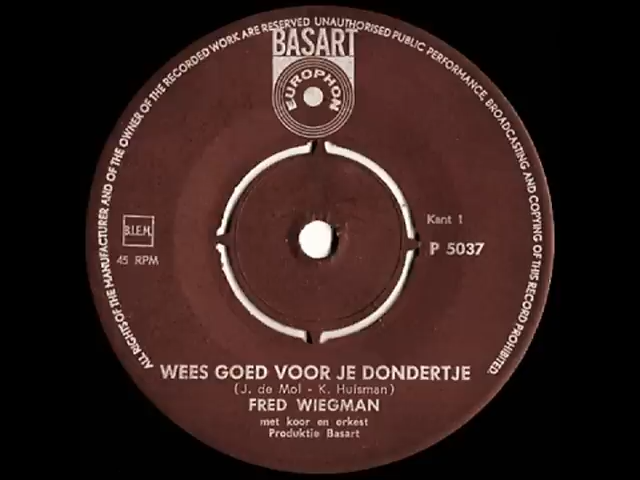 ALL RIGHTS OF THE MANUFACTURER AND OF THE OWNER OF THE RECORDED WORK ARE RESERVED UNAUTHORISED PUBLIC PERFORMANCE, BROADCASTING AND COPYING OF THIS RECORD PROHIBITED.
BASART
EUROPHON
B.I.E.M.
45 RPM
Kant 1
P 5037
WEES GOED VOOR JE DONDERTJE
(J. de Mol - K. Huisman)
FRED WIEGMAN
met koor en orkest
Produktie Basart